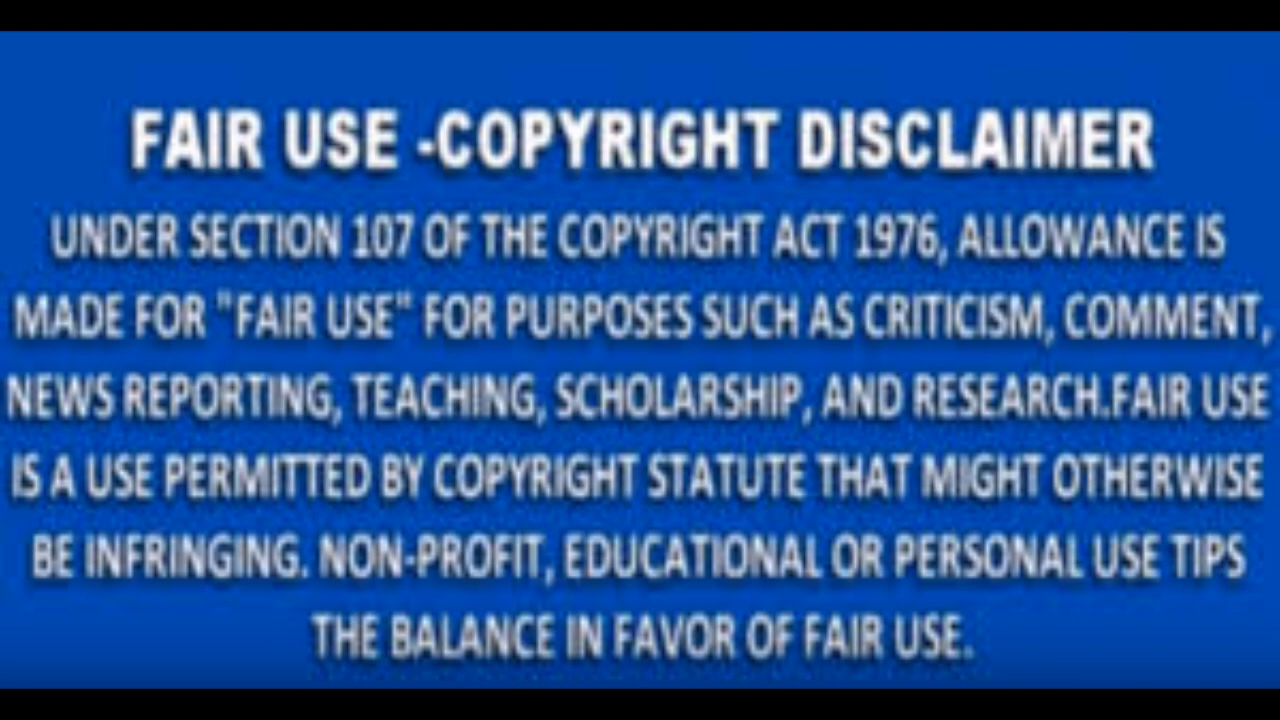 FAIR USE -COPYRIGHT DISCLAIMER
UNDER SECTION 107 OF THE COPYRIGHT ACT 1976, ALLOWANCE IS
MADE FOR "FAIR USE" FOR PURPOSES SUCH AS CRITICISM, COMMENT,
NEWS REPORTING, TEACHING, SCHOLARSHIP, AND RESEARCH.FAIR USE
IS A USE PERMITTED BY COPYRIGHT STATUTE THAT MIGHT OTHERWISE
BE INFRINGING. NON-PROFIT, EDUCATIONAL OR PERSONAL USE TIPS
THE BALANCE IN FAVOR OF FAIR USE.